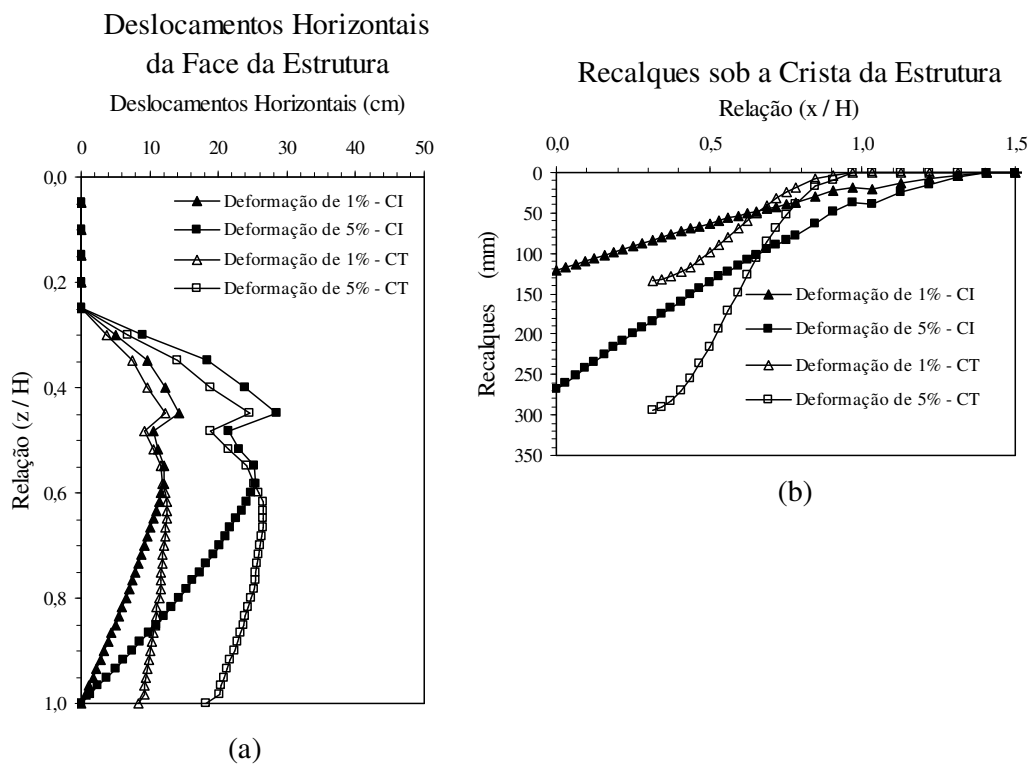 Deslocamentos Horizontais
da Face da Estrutura
Deslocamentos Horizontais (cm)
0 10 20 30 40 50
0,0
0,2
0,4
0,6
0,8
1,0
Relação (z / H)
Deformação de 1% - CI
Deformação de 5% - CI
Deformação de 1% - CT
Deformação de 5% - CT
(a)
Recalques sob a Crista da Estrutura
Relação (x / H)
0,0 0,5 1,0 1,5
0
50
100
150
200
250
300
350
Recalques (mm)
Deformação de 1% - CI
Deformação de 5% - CI
Deformação de 1% - CT
Deformação de 5% - CT
(b)